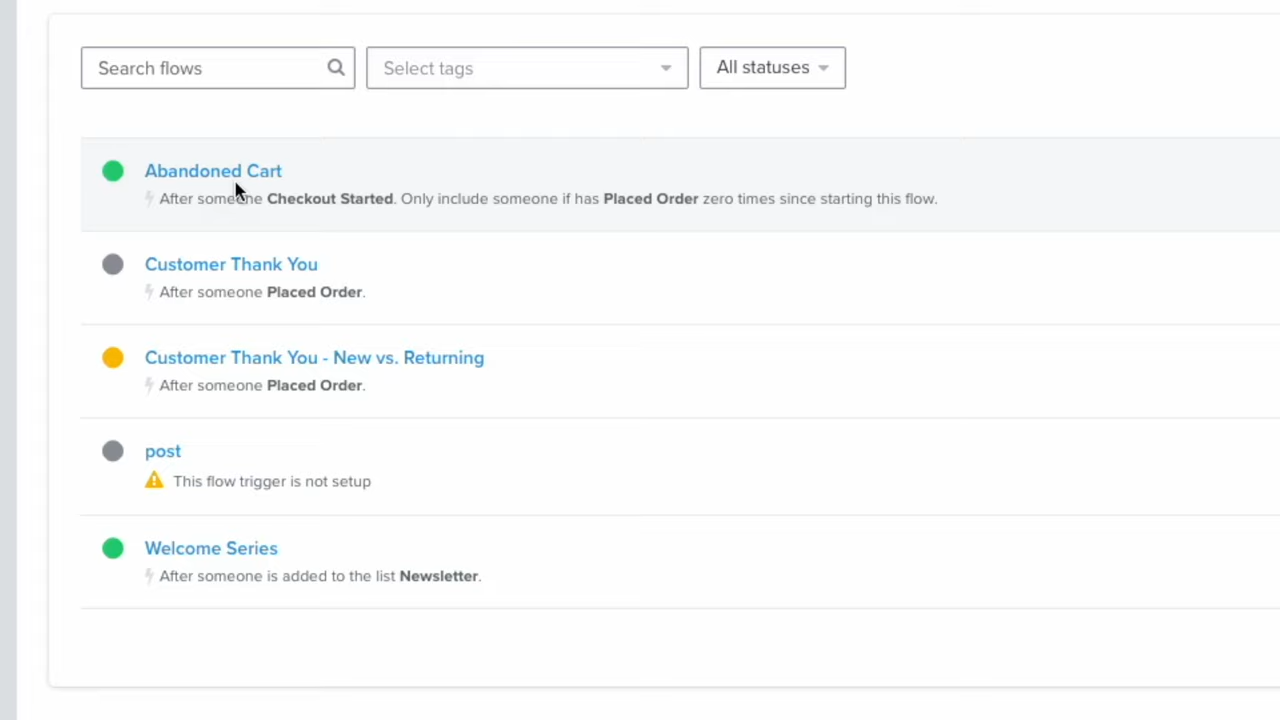 Search flows
Select tags
All statuses
Abandoned Cart
After someone Checkout Started. Only include someone if has Placed Order zero times since starting this flow.
Customer Thank You
After someone Placed Order.
Customer Thank You - New vs. Returning
After someone Placed Order.
post
This flow trigger is not setup
Welcome Series
After someone is added to the list Newsletter.